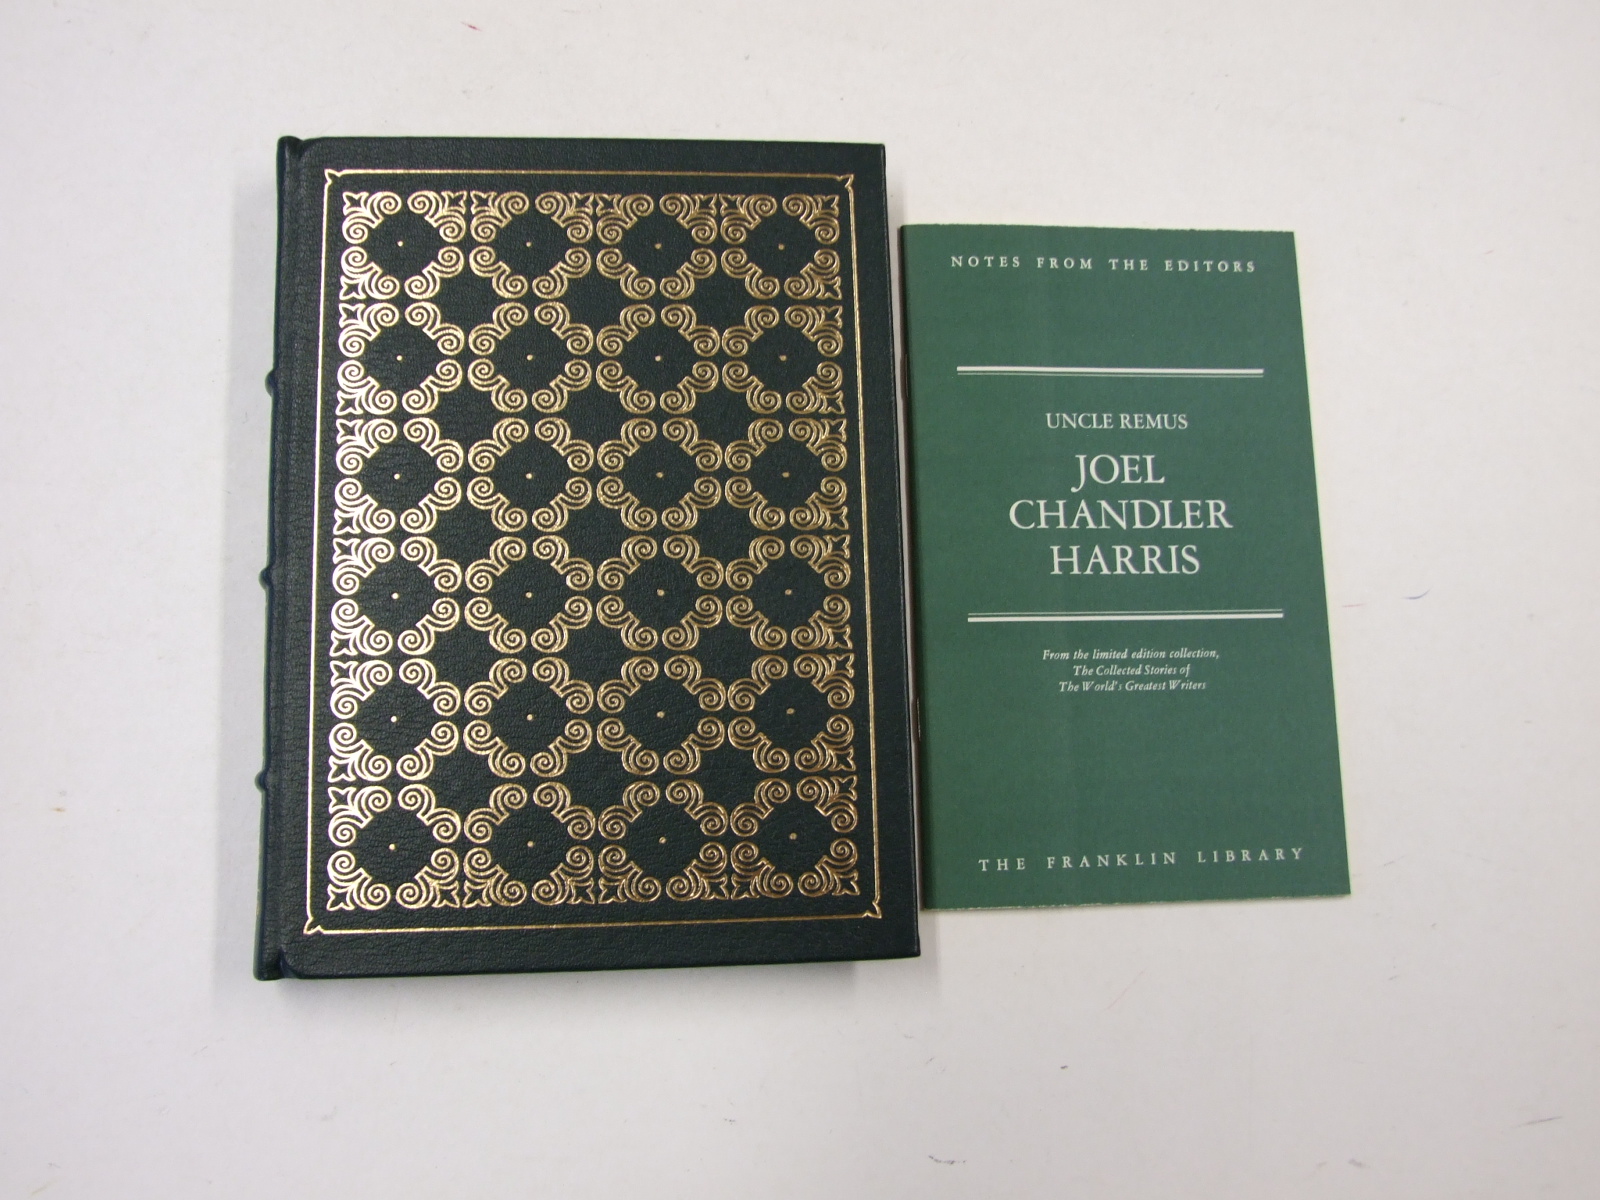 NOTES FROM THE EDITORS
UNCLE REMUS
JOEL
CHANDLER
HARRIS
From the limited edition collection,
The Collected Stories of
The World's Greatest Writers
THE FRANKLIN LIBRARY